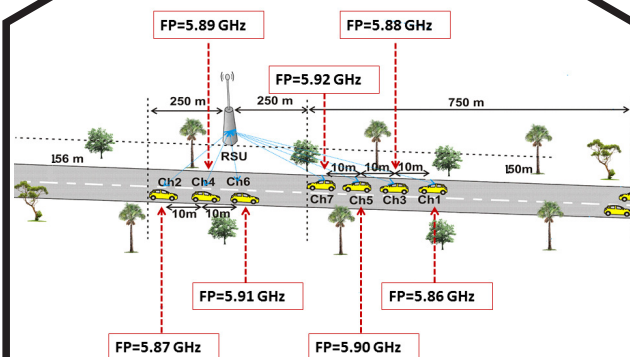 FP=5.89 GHz
FP=5.88 GHz
FP=5.92 GHz
250 m
250 m
750 m
RSU
156 m
10m
10m
10m
150m
Ch2
Ch4
Ch6
Ch7
Ch5
Ch3
Ch1
10m
10m
FP=5.91 GHz
FP=5.86 GHz
FP=5.87 GHz
FP=5.90 GHz